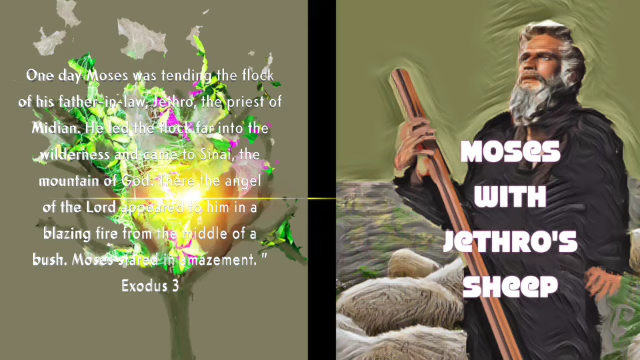 One day Moses was tending the flock
of his father-in-law, Jethro, the priest of
Midian. He led the flock far into the
wilderness and came to Sinai, the
mountain of God. There the angel
of the Lord appeared to him in a
blazing fire from the middle of a
bush. Moses stared in amazement. "
Exodus 3
MOSES
WITH
JETHRO'S
SHEEP